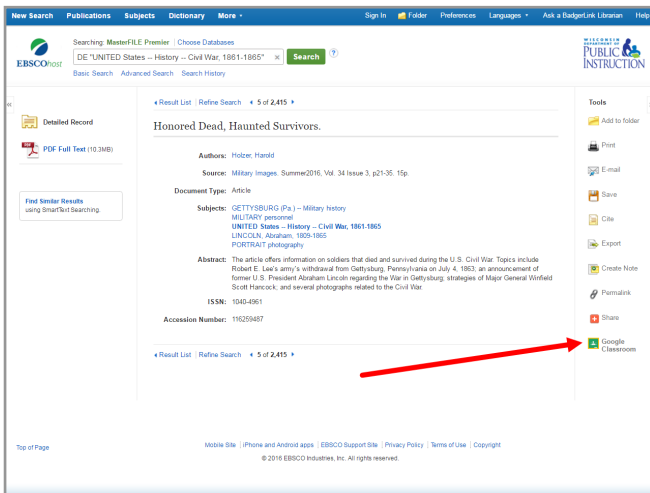 New Search Publications Subjects Dictionary More Sign In Folder Preferences Languages Ask a BadgerLink Librarian Help
EBSCOhost
Searching: MasterFILE Premier | Choose Databases
DE "UNITED States -- History -- Civil War, 1861-1865" × Search ?
Basic Search Advanced Search Search History
WISCONSIN
DEPARTMENT OF
PUBLIC
INSTRUCTION
«
Detailed Record
PDF Full Text (10.3MB)
Find Similar Results
using SmartText Searching.
Result List | Refine Search 5 of 2,415
Honored Dead, Haunted Survivors.
Authors: Holzer, Harold
Source: Military Images. Summer2016, Vol. 34 Issue 3, p21-35. 15p.
Document Type: Article
Subjects: GETTYSBURG (Pa.) -- Military history
MILITARY personnel
UNITED States -- History -- Civil War, 1861-1865
LINCOLN, Abraham, 1809-1865
PORTRAIT photography
Abstract: The article offers information on soldiers that died and survived during the U.S. Civil War. Topics include
Robert E. Lee's army's withdrawal from Gettysburg, Pennsylvania on July 4, 1863; an announcement of
former U.S. President Abraham Lincoln regarding the War in Gettysburg; strategies of Major General Winfield
Scott Hancock; and several photographs related to the Civil War.
ISSN: 1040-4961
Accession Number: 116259487
Result List | Refine Search 5 of 2,415
Tools
Add to folder
Print
E-mail
Save
Cite
Export
Create Note
Permalink
Share
Google
Classroom
Top of Page
Mobile Site | iPhone and Android apps | EBSCO Support Site | Privacy Policy | Terms of Use | Copyright
© 2016 EBSCO Industries, Inc. All rights reserved.